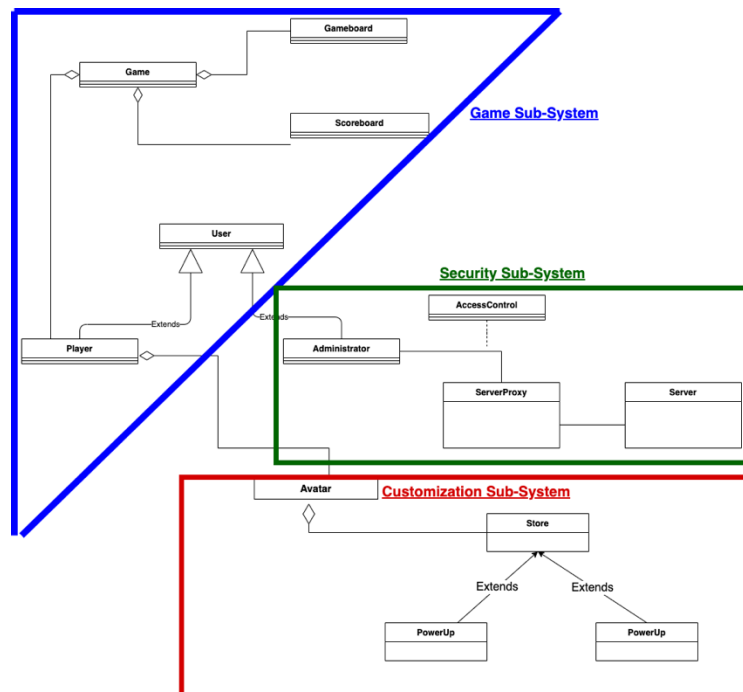 Gameboard
Game
Scoreboard
Game Sub-System
User
Security Sub-System
AccessControl
Extends
Extends
Player
Administrator
ServerProxy
Server
Avatar
Customization Sub-System
Store
Extends
Extends
PowerUp
PowerUp